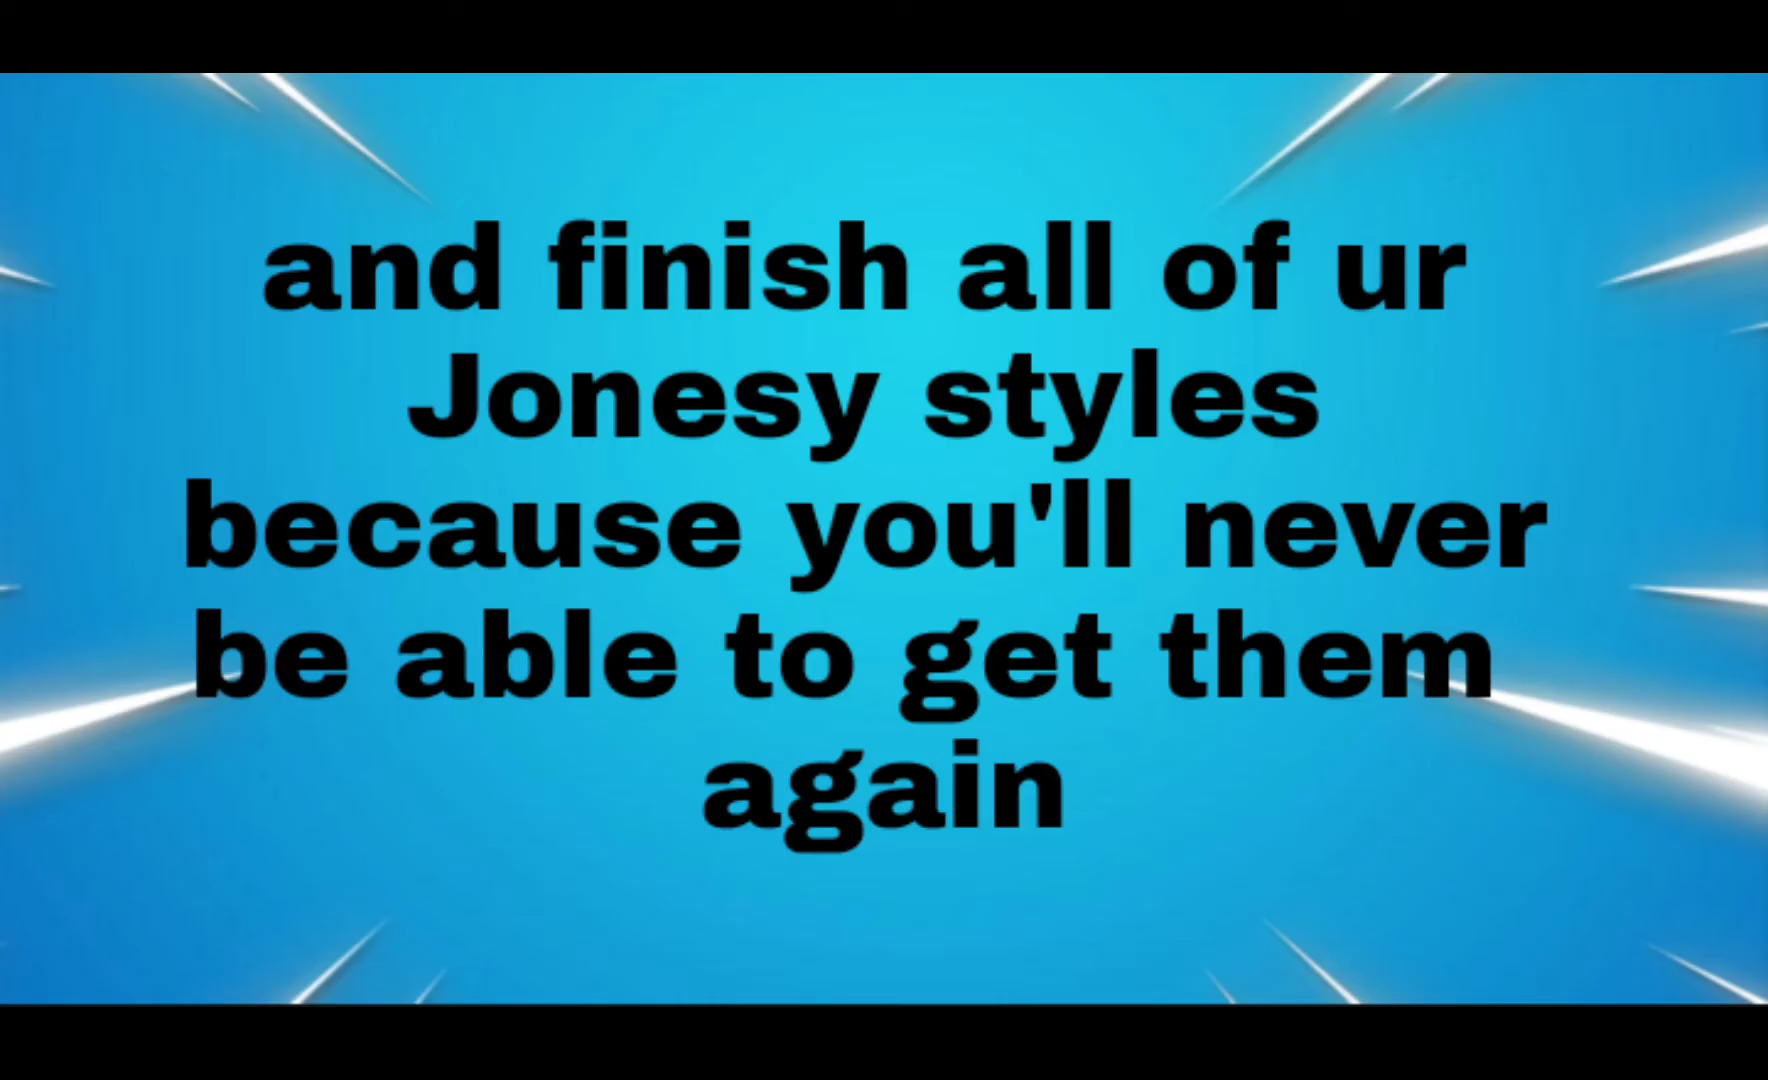 and finish all of ur
Jonesy styles
because you'll never
be able to get them
again